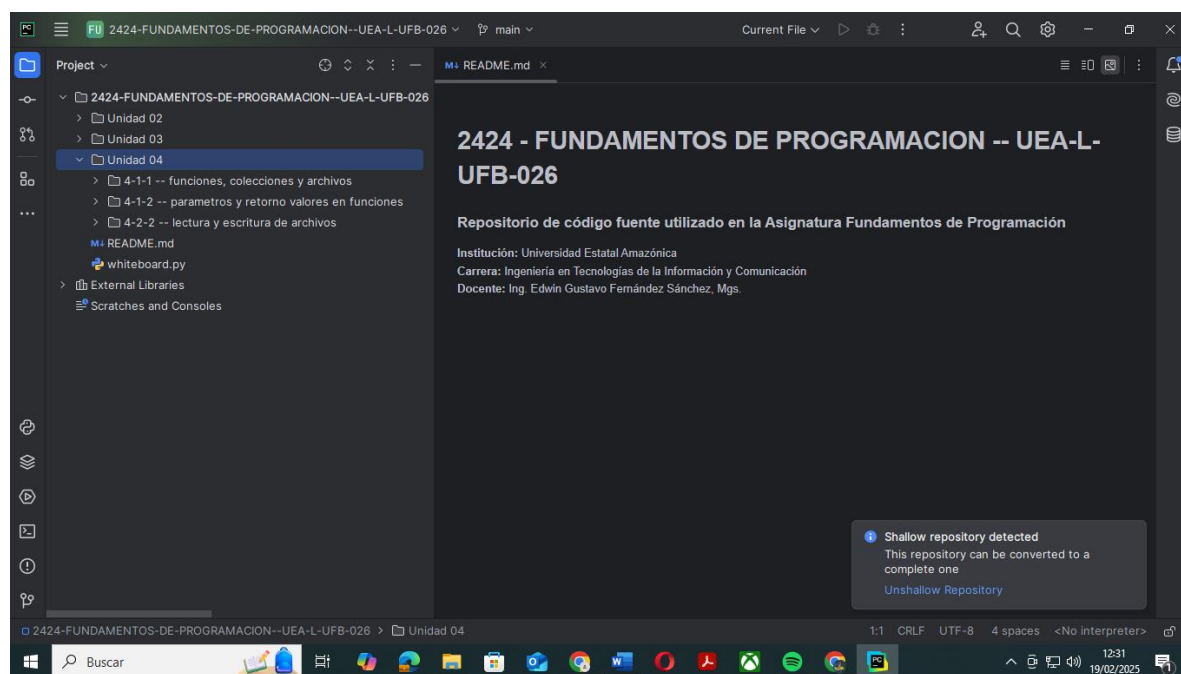 PC
FU 2424-FUNDAMENTOS-DE-PROGRAMACION--UEA-L-UFB-026
main
Current File
Project
M↓ README.md
2424-FUNDAMENTOS-DE-PROGRAMACION--UEA-L-UFB-026
Unidad 02
Unidad 03
Unidad 04
4-1-1 -- funciones, colecciones y archivos
4-1-2 -- parametros y retorno valores en funciones
4-2-2 -- lectura y escritura de archivos
M↓ README.md
whiteboard.py
External Libraries
Scratches and Consoles
2424 - FUNDAMENTOS DE PROGRAMACION -- UEA-L-
UFB-026
Repositorio de código fuente utilizado en la Asignatura Fundamentos de Programación
Institución: Universidad Estatal Amazónica
Carrera: Ingeniería en Tecnologías de la Información y Comunicación
Docente: Ing. Edwin Gustavo Fernández Sánchez, Mgs.
Shallow repository detected
This repository can be converted to a
complete one
Unshallow Repository
2424-FUNDAMENTOS-DE-PROGRAMACION--UEA-L-UFB-026 > Unidad 04
1:1 CRLF UTF-8 4 spaces <No interpreter>
Buscar
12:31
19/02/2025
1